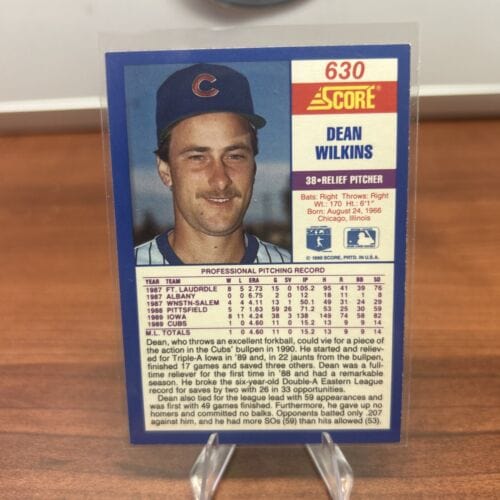 C
630
SCORE
DEAN
WILKINS
38•RELIEF PITCHER
Bats: Right Throws: Right
Wt.: 170 Ht.: 6'1"
Born: August 24, 1966
Chicago, Illinois
© 1990 SCORE, PRTD. IN U.S.A.
PROFESSIONAL PITCHING RECORD
YEAR TEAM W L ERA G SV IP H R BB SO
1987 FT. LAUDRDLE 8 5 2.73 15 0 105.2 95 41 39 76
1987 ALBANY 0 0 6.75 2 0 12 18 11 1 8
1987 WNSTN-SALEM 4 4 4.11 13 1 50.1 49 31 24 29
1988 PITTSFIELD 5 7 1.63 59 26 71.2 53 25 30 59
1989 IOWA 8 11 4.24 38 3 138 149 74 58 82
1989 CUBS 1 0 4.60 11 0 15.2 13 9 9 14
M.L. TOTALS 1 0 4.60 11 0 15.2 13 9 9 14
Dean, who throws an excellent forkball, could vie for a piece of
the action in the Cubs' bullpen in 1990. He started and reliev-
ed for Triple-A Iowa in '89 and, in 22 jaunts from the bullpen,
finished 17 games and saved three others. Dean was a full-
time reliever for the first time in '88 and had a remarkable
season. He broke the six-year-old Double-A Eastern League
record for saves by two with 26 in 33 opportunities.
Dean also tied for the league lead with 59 appearances and
was first with 49 games finished. Furthermore, he gave up no
homers and committed no balks. Opponents batted only .207
against him, and he had more SOs (59) than hits allowed (53).